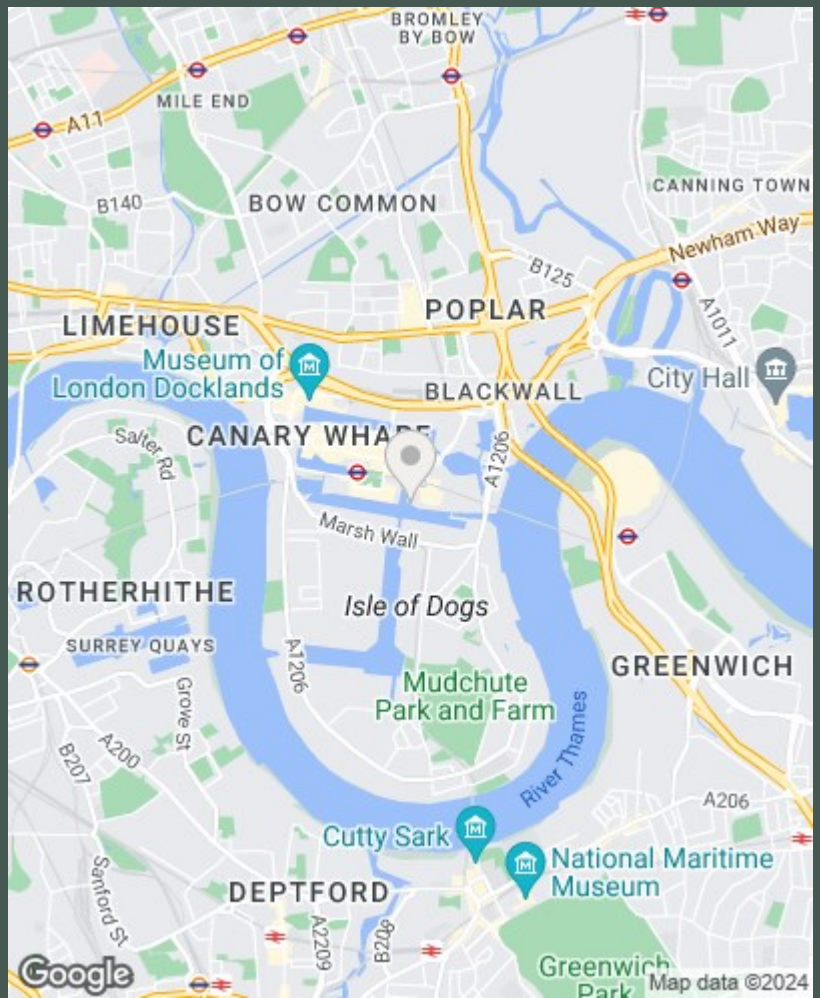 BROMLEY
BY BOW
MILE END
A11
CANNING TOWN
B140
BOW COMMON
Newham Way
B125
POPLAR
A1011
LIMEHOUSE
Museum of
London Docklands
City Hall
BLACKWALL
CANARY WHARF
Salter Rd
A1206
Marsh Wall
ROTHERHITHE
Isle of Dogs
SURREY QUAYS
A1206
GREENWICH
Mudchute
Park and Farm
Grove St
River Thames
A200
B207
A206
Cutty Sark
National Maritime
Museum
Sanford St
DEPTFORD
A2209
B208
Greenwich
Park
Google
Map data ©2024